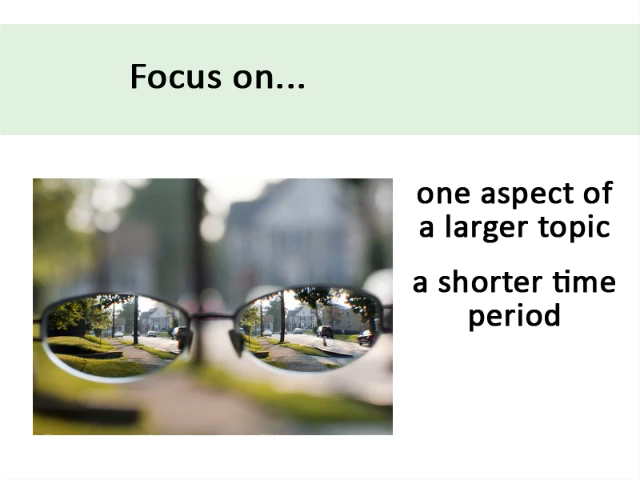 Focus on...
one aspect of
a larger topic
a shorter time
period